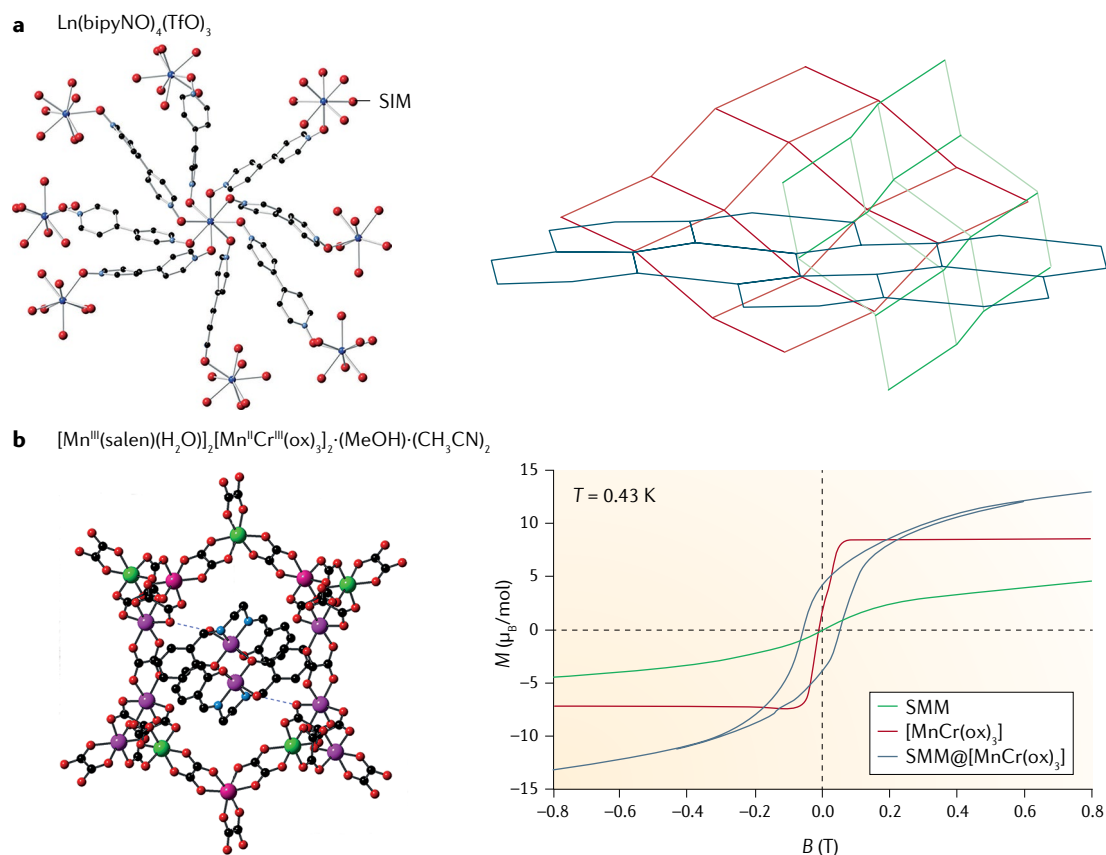 a Ln(bipyNO)₄(TfO)₃
SIM
b [Mnᴵᴵᴵ(salen)(H₂O)]₂[MnᴵᴵCrᴵᴵᴵ(ox)₃]₂·(MeOH)·(CH₃CN)₂
T = 0.43 K
M (μ_B/mol)
15
10
5
0
−5
−10
−15
SMM
[MnCr(ox)₃]
SMM@[MnCr(ox)₃]
−0.8
−0.6
−0.4
−0.2
0.0
0.2
0.4
0.6
0.8
B (T)